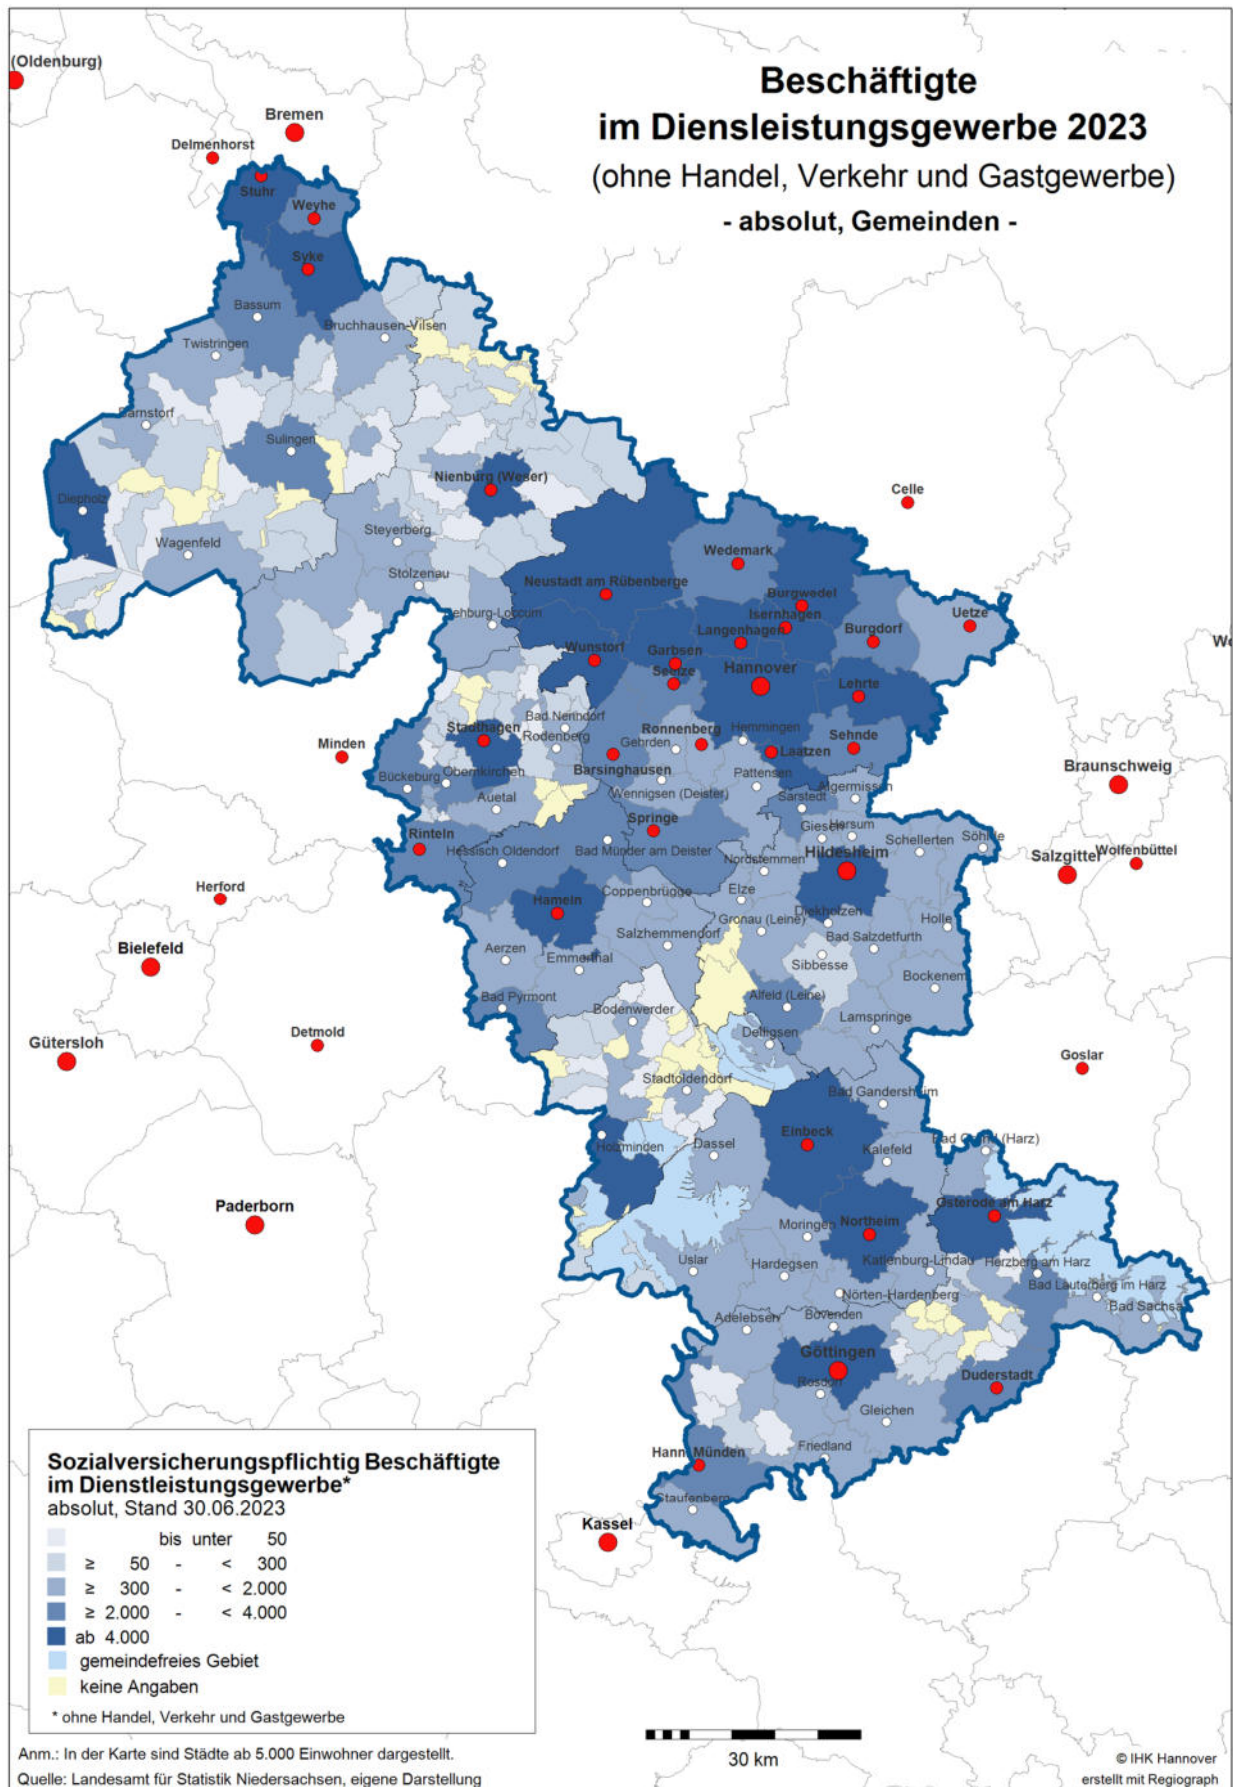 Beschäftigte
im Diensleistungsgewerbe 2023
(ohne Handel, Verkehr und Gastgewerbe)
- absolut, Gemeinden -
(Oldenburg)
Bremen
Delmenhorst
Stuhr
Weyhe
Syke
Bassum
Bruchhausen-Vilsen
Twistringen
Barnstorf
Sulingen
Nienburg (Weser)
Celle
Diepholz
Steyerberg
Wagenfeld
Wedemark
Stolzenau
Neustadt am Rübenberge
Burgwedel
Isernhagen
Uetze
Rehburg-Loccum
Langenhagen
Burgdorf
Wunstorf
Garbsen
Seelze
Hannover
Lehrte
Bad Nenndorf
Stadthagen
Ronnenberg
Hemmingen
Sehnde
Minden
Rodenberg
Gehrden
Laatzen
Braunschweig
Barsinghausen
Bückeburg
Obernkirchen
Pattensen
Algermissen
Wennigsen (Deister)
Auetal
Sarstedt
Springe
Giesen
Harsum
Rinteln
Schellerten
Söhlde
Hessisch Oldendorf
Bad Münder am Deister
Nordstemmen
Hildesheim
Salzgitter
Wolfenbüttel
Herford
Coppenbrügge
Elze
Hameln
Gronau (Leine)
Diekholzen
Holle
Bielefeld
Aerzen
Salzhemmendorf
Bad Salzdetfurth
Emmerthal
Sibbesse
Bockenem
Bad Pyrmont
Alfeld (Leine)
Bodenwerder
Lamspringe
Detmold
Gütersloh
Delligsen
Goslar
Stadtoldendorf
Bad Gandersheim
Einbeck
Holzminden
Dassel
Kalefeld
Bad Grund (Harz)
Paderborn
Osterode am Harz
Moringen
Northeim
Uslar
Hardegsen
Katlenburg-Lindau
Herzberg am Harz
Bad Lauterberg im Harz
Nörten-Hardenberg
Bad Sachsa
Adelebsen
Bovenden
Göttingen
Rosdorf
Duderstadt
Gleichen
Hann. Münden
Friedland
Staufenberg
Kassel
Sozialversicherungspflichtig Beschäftigte
im Dienstleistungsgewerbe*
absolut, Stand 30.06.2023
bis unter 50
≥ 50 - < 300
≥ 300 - < 2.000
≥ 2.000 - < 4.000
ab 4.000
gemeindefreies Gebiet
keine Angaben
* ohne Handel, Verkehr und Gastgewerbe
30 km
Anm.: In der Karte sind Städte ab 5.000 Einwohner dargestellt.
Quelle: Landesamt für Statistik Niedersachsen, eigene Darstellung
© IHK Hannover
erstellt mit Regiograph